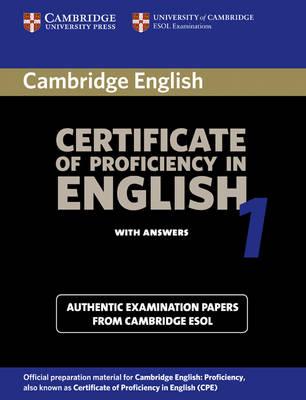 CAMBRIDGE
UNIVERSITY PRESS
UNIVERSITY of CAMBRIDGE
ESOL Examinations
Cambridge English
CERTIFICATE
OF PROFICIENCY IN
ENGLISH 1
WITH ANSWERS
AUTHENTIC EXAMINATION PAPERS
FROM CAMBRIDGE ESOL
Official preparation material for Cambridge English: Proficiency,
also known as Certificate of Proficiency in English (CPE)